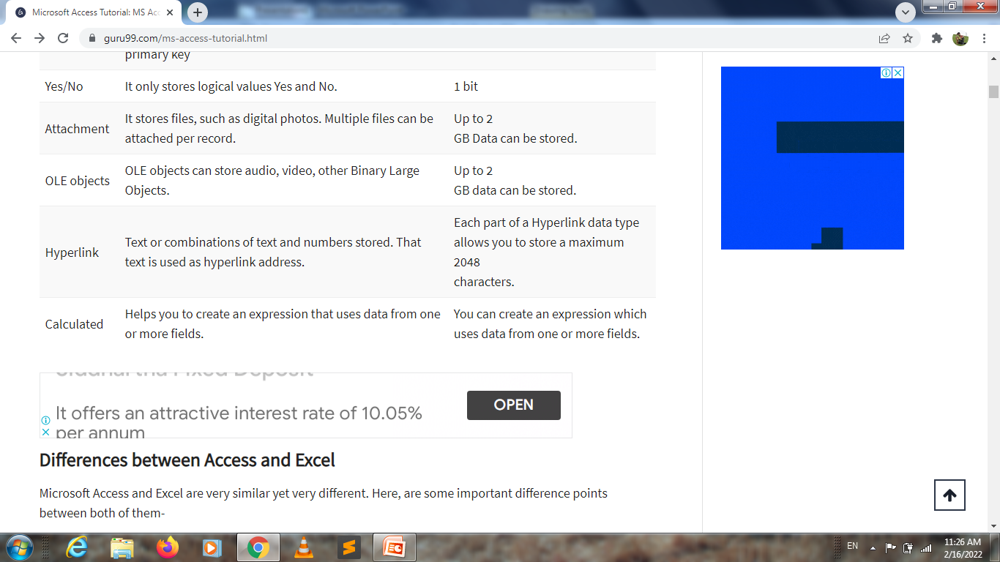 Microsoft Access Tutorial: MS Acc
guru99.com/ms-access-tutorial.html
primary key
Yes/No
It only stores logical values Yes and No.
1 bit
Attachment
It stores files, such as digital photos. Multiple files can be
attached per record.
Up to 2
GB Data can be stored.
OLE objects
OLE objects can store audio, video, other Binary Large
Objects.
Up to 2
GB data can be stored.
Hyperlink
Text or combinations of text and numbers stored. That
text is used as hyperlink address.
Each part of a Hyperlink data type
allows you to store a maximum
2048
characters.
Calculated
Helps you to create an expression that uses data from one
or more fields.
You can create an expression which
uses data from one or more fields.
Siddhartha Fixed Deposit
It offers an attractive interest rate of 10.05%
per annum
OPEN
Differences between Access and Excel
Microsoft Access and Excel are very similar yet very different. Here, are some important difference points
between both of them-
EN
11:26 AM
2/16/2022